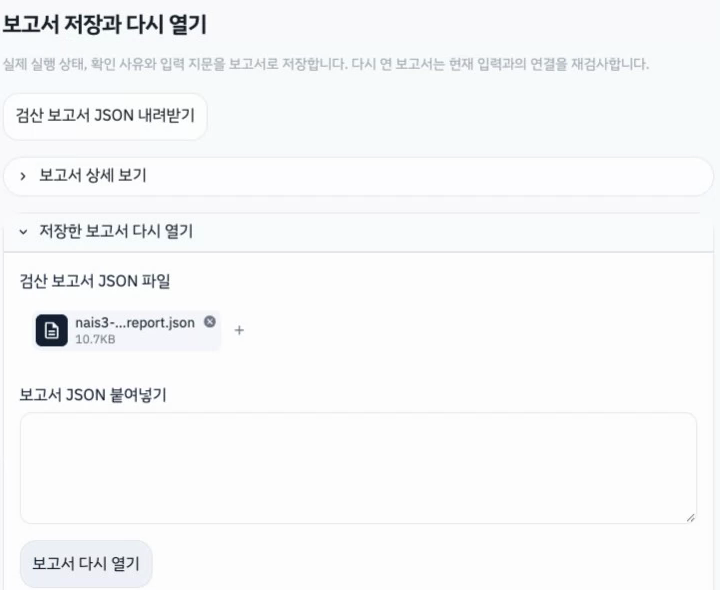 보고서 저장과 다시 열기
실제 실행 상태, 확인 사유와 입력 지문을 보고서로 저장합니다. 다시 연 보고서는 현재 입력과의 연결을 재검사합니다.
검산 보고서 JSON 내려받기
보고서 상세 보기
저장한 보고서 다시 열기
검산 보고서 JSON 파일
nais3-...report.json
10.7KB
보고서 JSON 붙여넣기
보고서 다시 열기